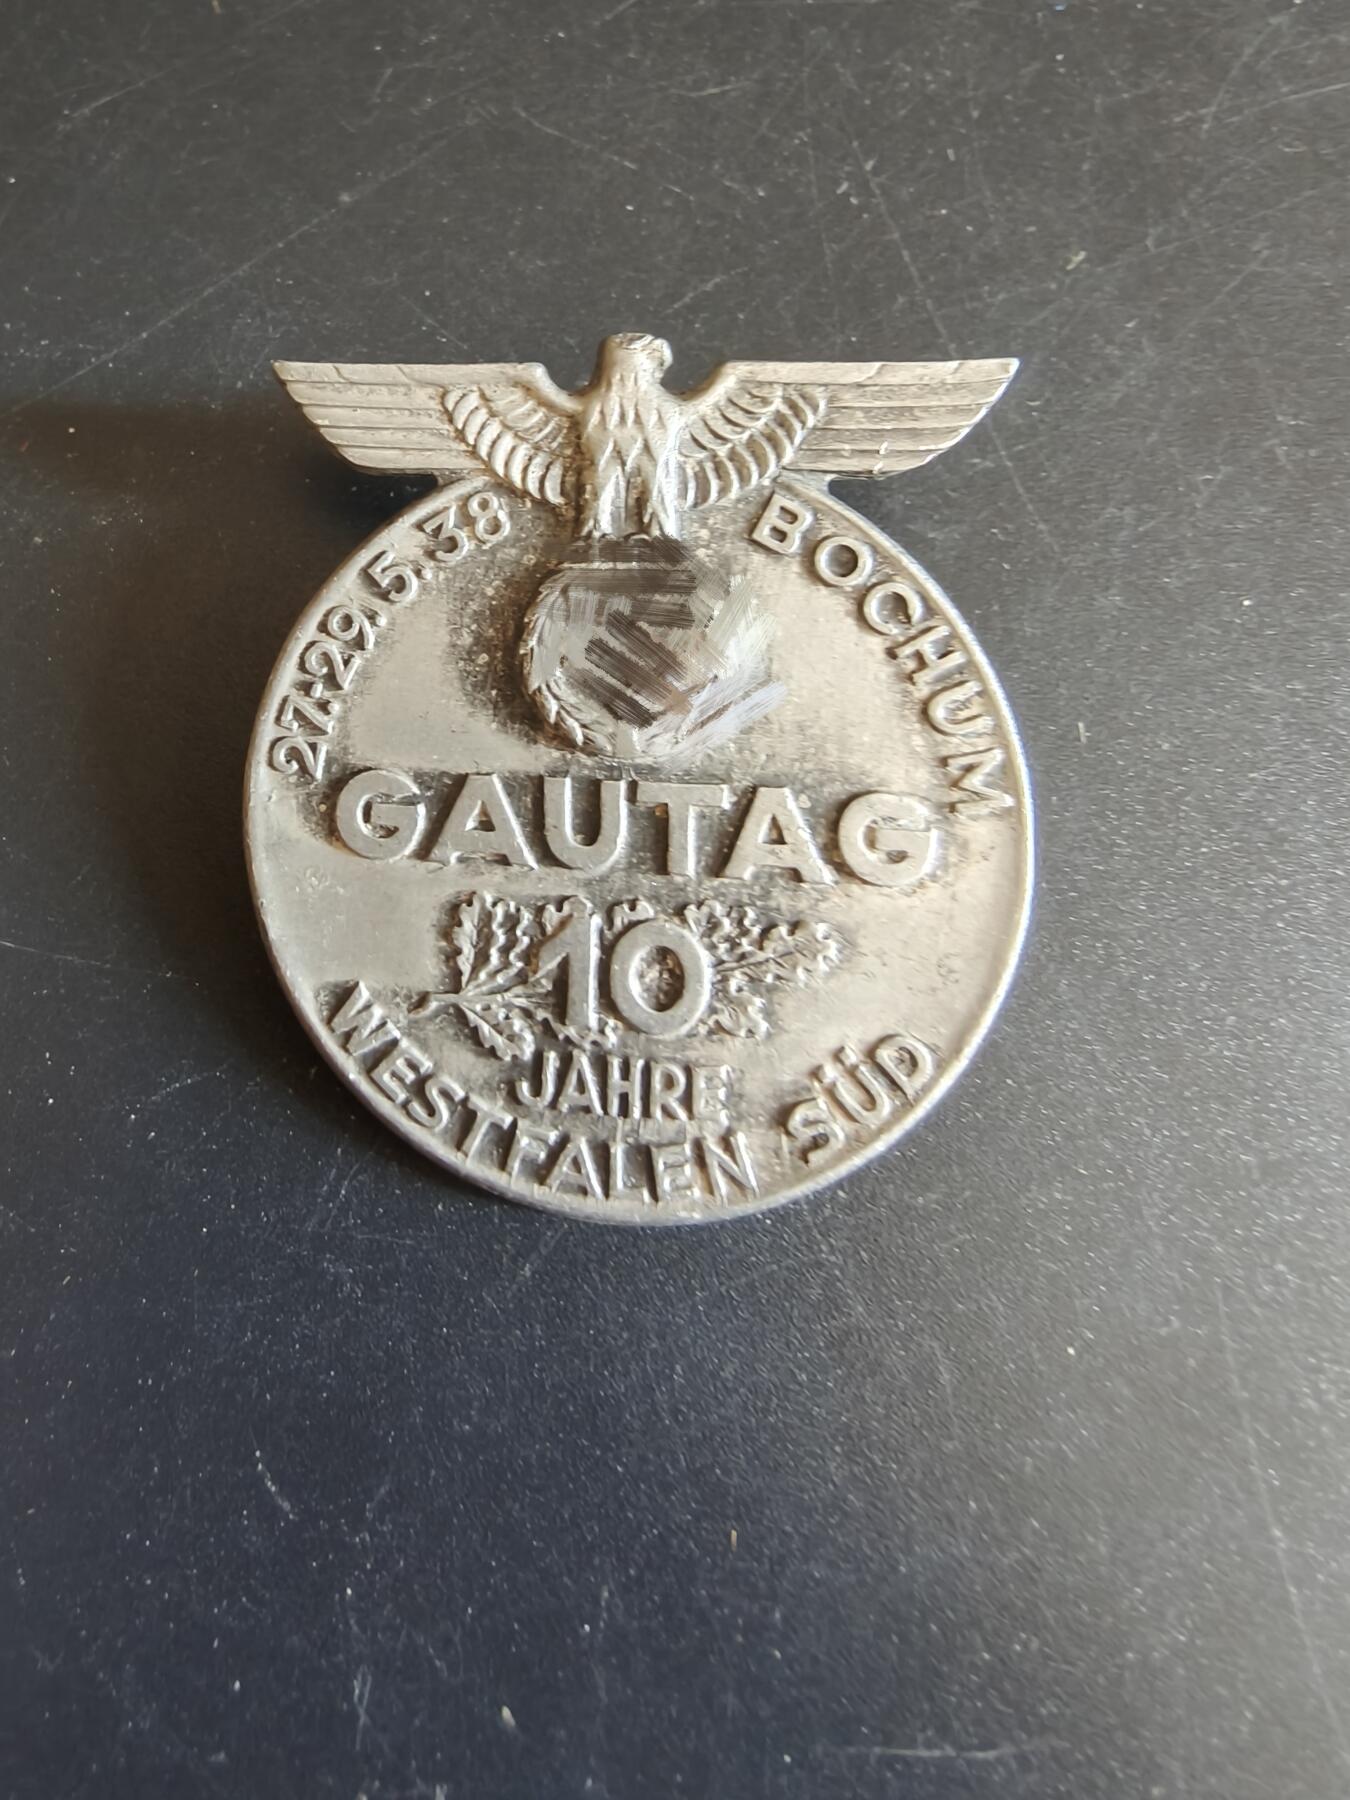 27.-29.5.38
BOCHUM
GAUTAG
10
JAHRE
WESTFALEN SÜD